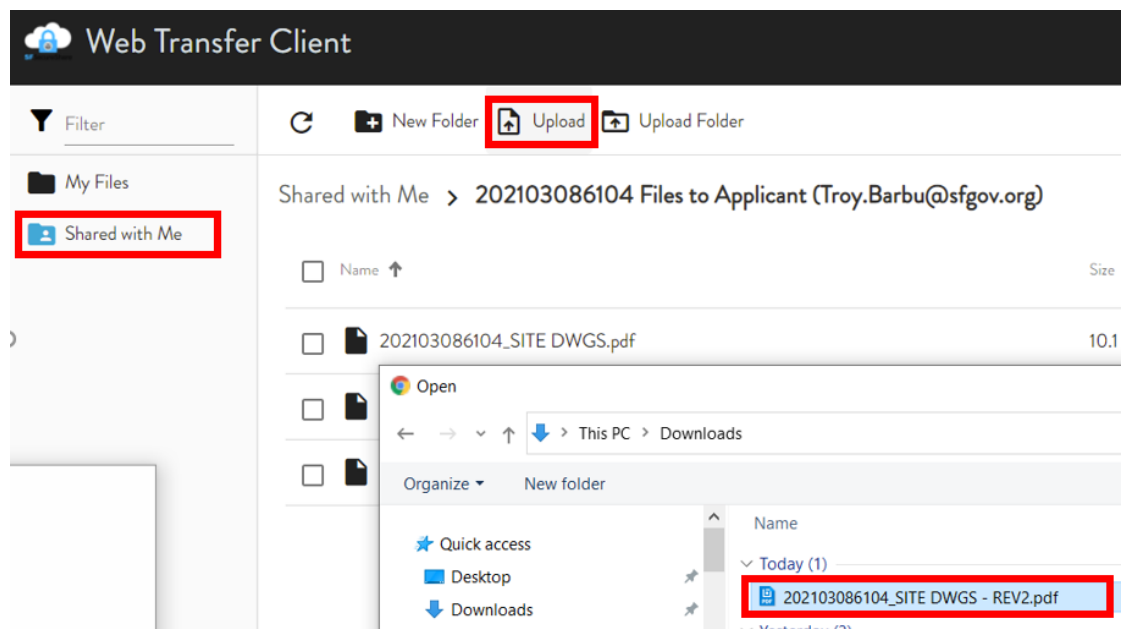 Web Transfer Client
Filter
New Folder
Upload
Upload Folder
My Files
Shared with Me
Shared with Me > 202103086104 Files to Applicant (Troy.Barbu@sfgov.org)
Name
Size
202103086104_SITE DWGS.pdf
10.1
Open
This PC > Downloads
Organize
New folder
Name
Quick access
Today (1)
Desktop
202103086104_SITE DWGS - REV2.pdf
Downloads